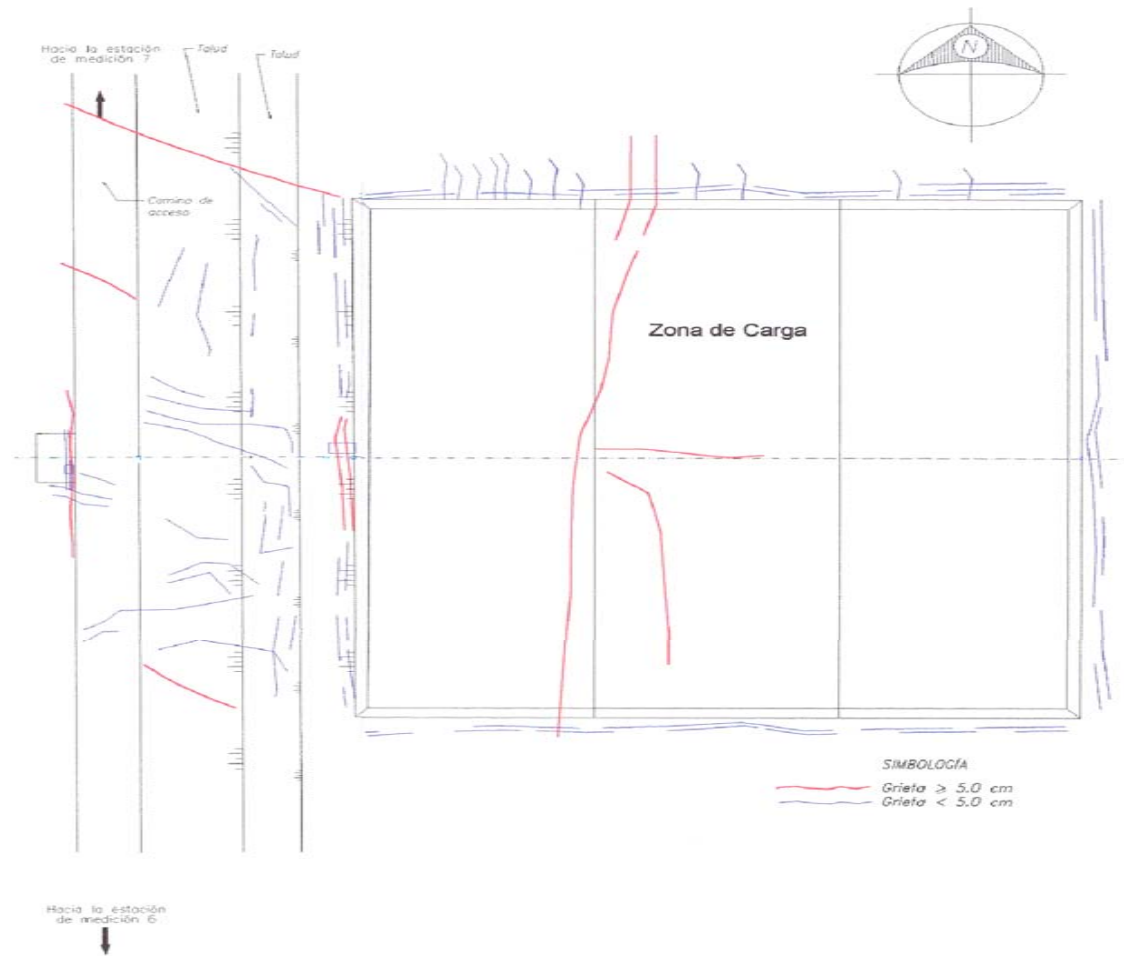 Hacia la estación
de medición 7
Talud
Talud
N
Camino de
acceso
Zona de Carga
SIMBOLOGÍA
Grieta ≥ 5.0 cm
Grieta < 5.0 cm
Hacia la estación
de medición 6